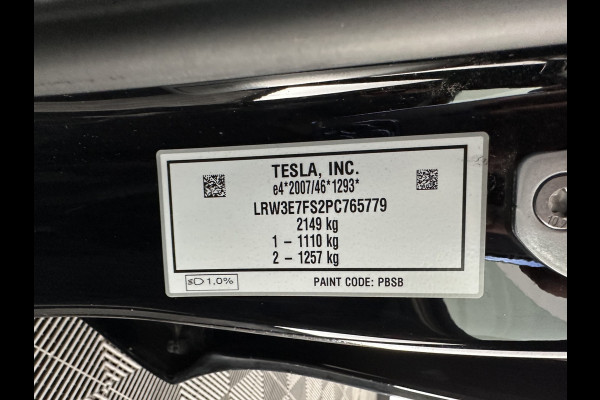 TESLA, INC.
e4*2007/46*1293*
LRW3E7FS2PC765779
2149 kg
1 - 1110 kg
2 - 1257 kg
1,0%
PAINT CODE: PBSB